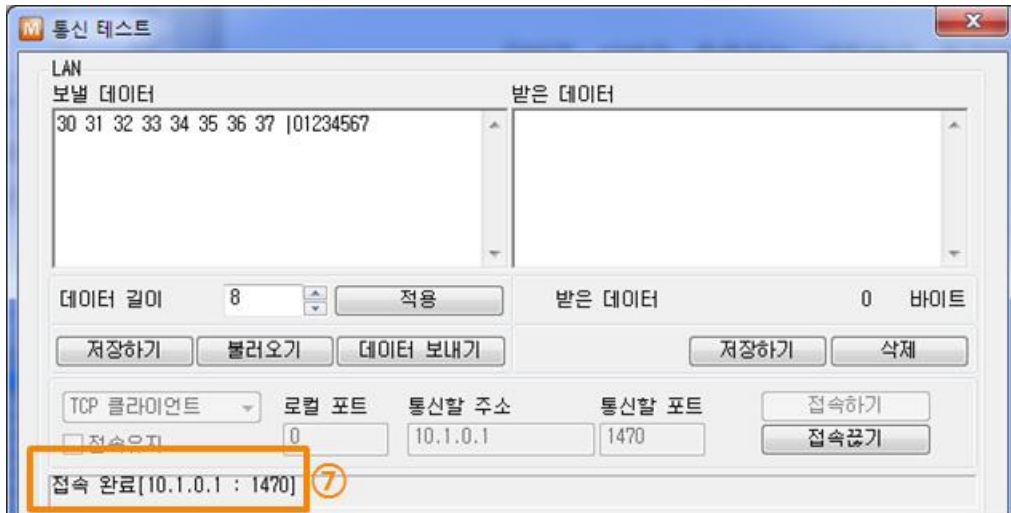 통신 테스트
LAN
보낼 데이터
받은 데이터
30 31 32 33 34 35 36 37 |01234567
데이터 길이 8 적용
받은 데이터 0 바이트
저장하기 불러오기 데이터 보내기
저장하기 삭제
TCP 클라이언트 로컬 포트 통신할 주소 통신할 포트 접속하기
접속유지 0 10.1.0.1 1470 접속끊기
접속 완료[10.1.0.1 : 1470] ⑦